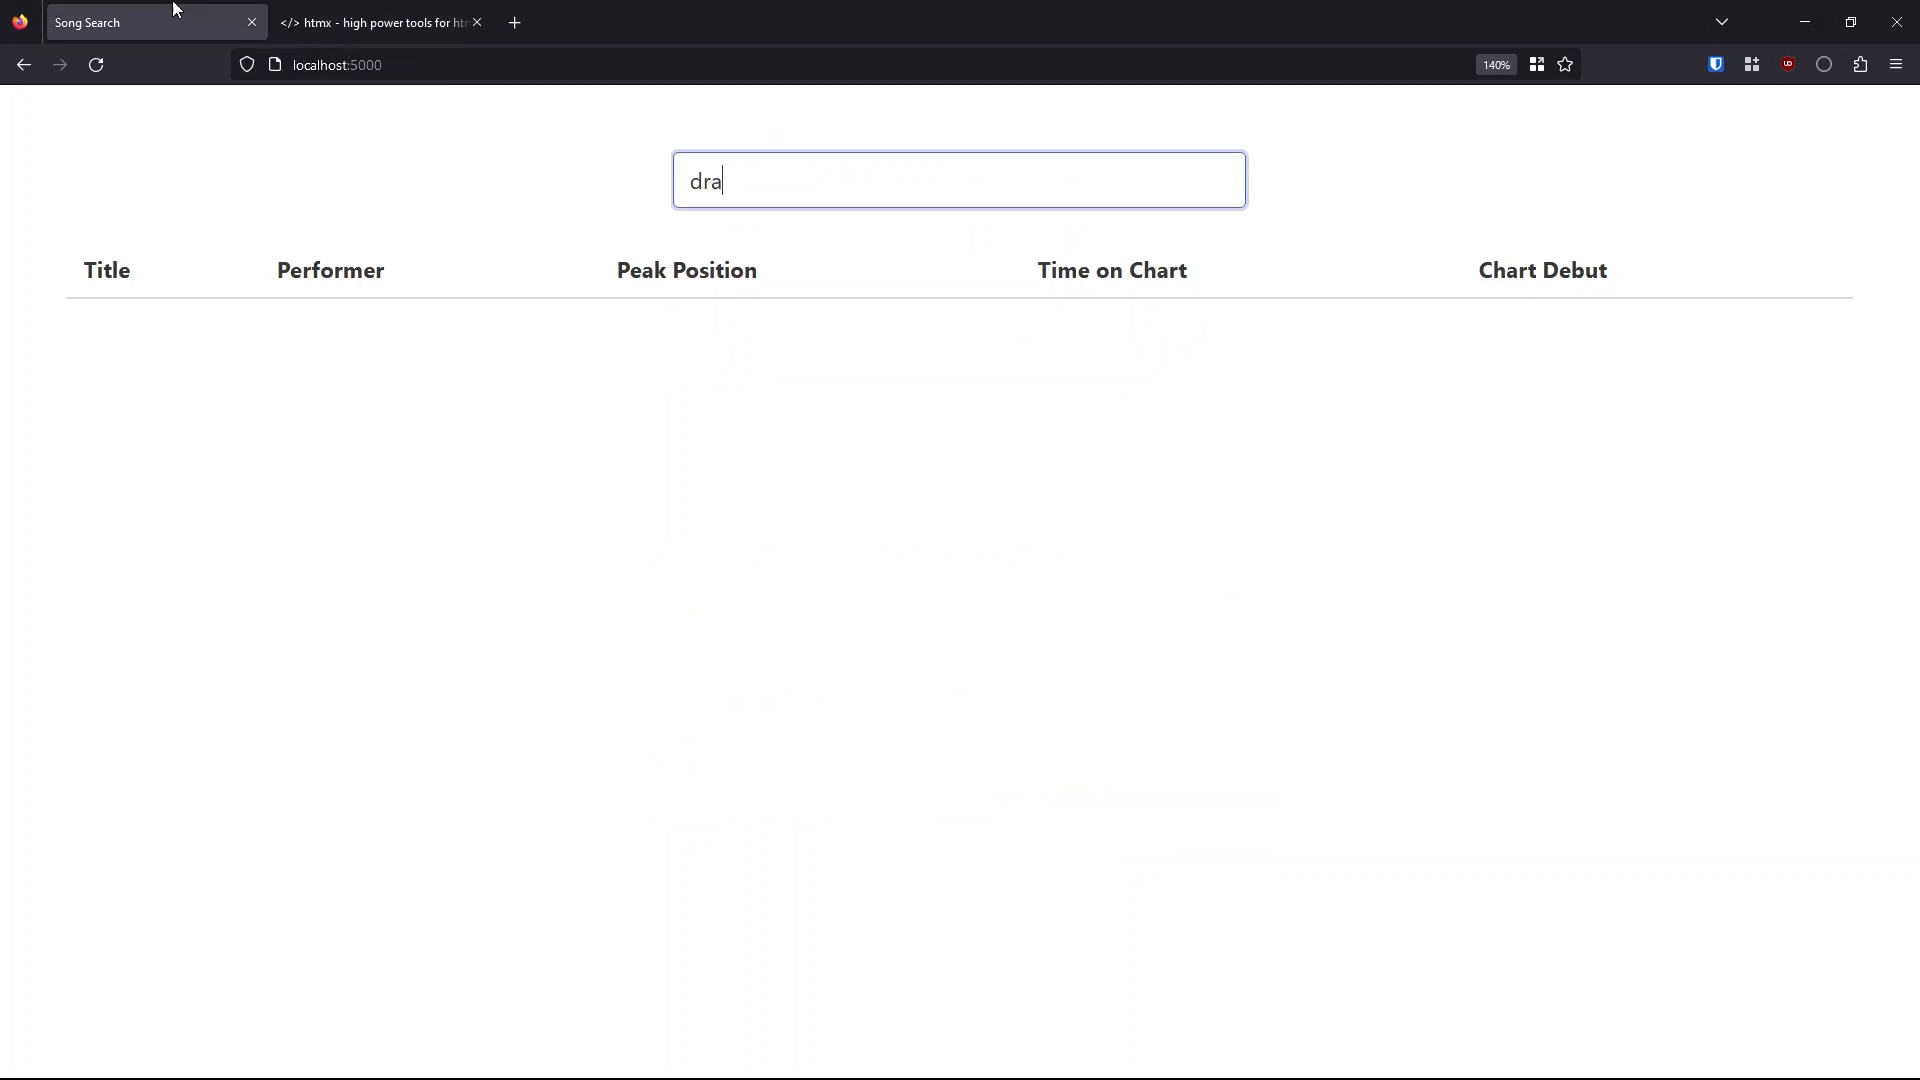 Song Search
</> htmx - high power tools for htm
localhost:5000
140%
dra
Title Performer Peak Position Time on Chart Chart Debut